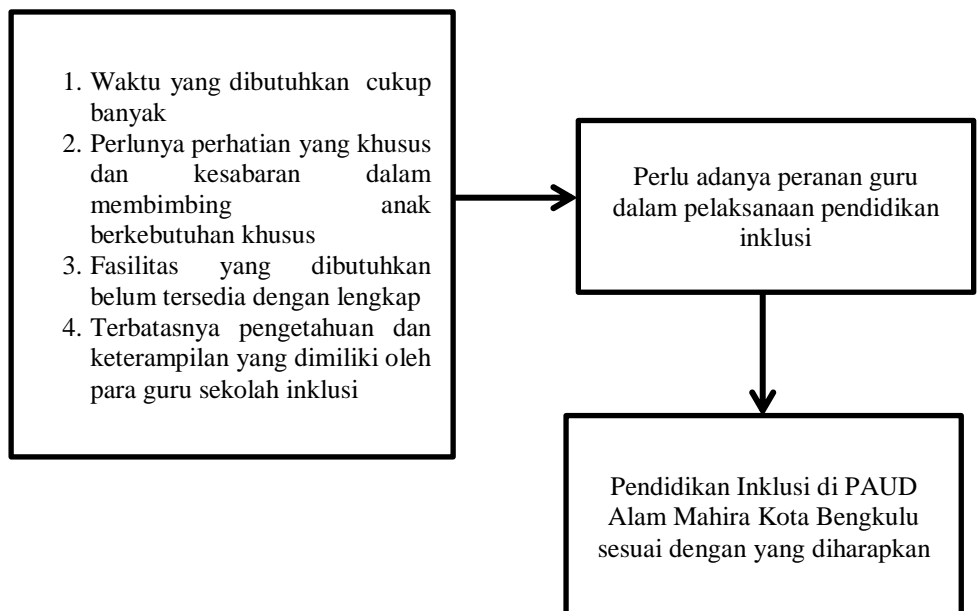 1. Waktu yang dibutuhkan cukup
banyak
2. Perlunya perhatian yang khusus
dan kesabaran dalam
membimbing anak
berkebutuhan khusus
3. Fasilitas yang dibutuhkan
belum tersedia dengan lengkap
4. Terbatasnya pengetahuan dan
keterampilan yang dimiliki oleh
para guru sekolah inklusi
Perlu adanya peranan guru
dalam pelaksanaan pendidikan
inklusi
Pendidikan Inklusi di PAUD
Alam Mahira Kota Bengkulu
sesuai dengan yang diharapkan